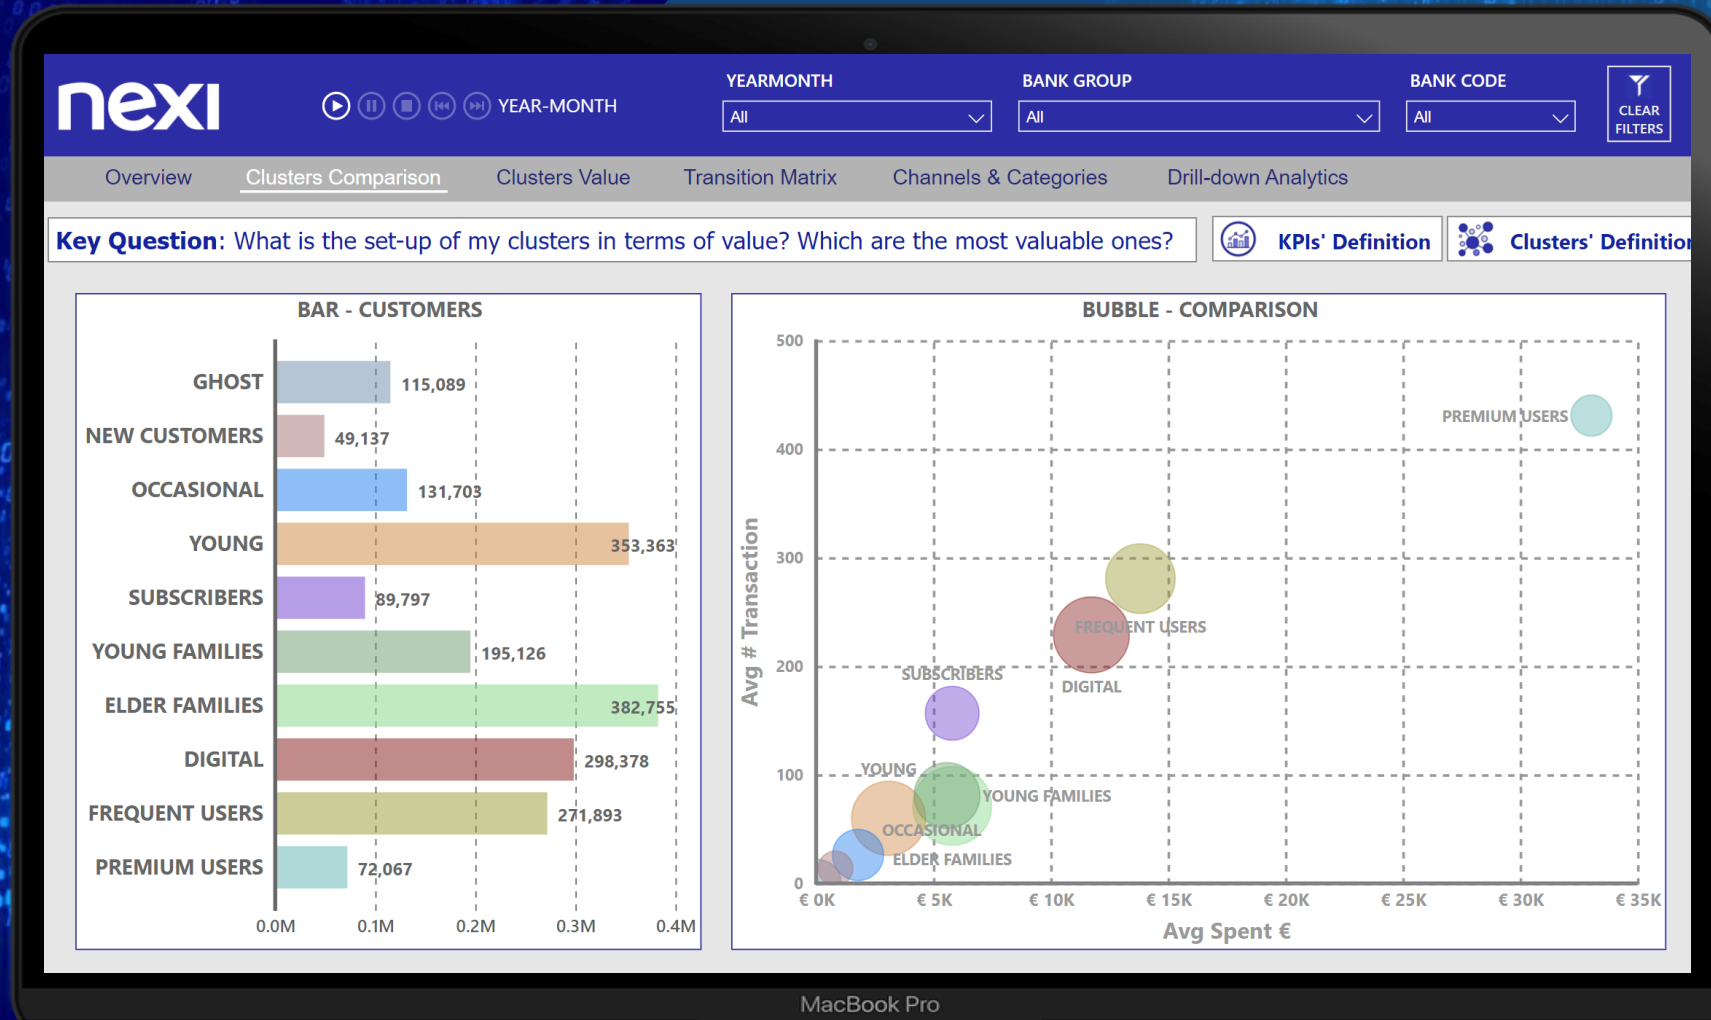 nexi
YEAR-MONTH
YEARMONTH
All
BANK GROUP
All
BANK CODE
All
CLEAR
FILTERS
Overview
Clusters Comparison
Clusters Value
Transition Matrix
Channels & Categories
Drill-down Analytics
Key Question: What is the set-up of my clusters in terms of value? Which are the most valuable ones?
KPIs' Definition
Clusters' Definition
BAR - CUSTOMERS
GHOST 115,089
NEW CUSTOMERS 49,137
OCCASIONAL 131,703
YOUNG 353,363
SUBSCRIBERS 89,797
YOUNG FAMILIES 195,126
ELDER FAMILIES 382,755
DIGITAL 298,378
FREQUENT USERS 271,893
PREMIUM USERS 72,067
0.0M 0.1M 0.2M 0.3M 0.4M
BUBBLE - COMPARISON
Avg # Transaction
500
400
300
200
100
0
PREMIUM USERS
FREQUENT USERS
SUBSCRIBERS
DIGITAL
YOUNG
YOUNG FAMILIES
OCCASIONAL
ELDER FAMILIES
€ 0K € 5K € 10K € 15K € 20K € 25K € 30K € 35K
Avg Spent €
MacBook Pro